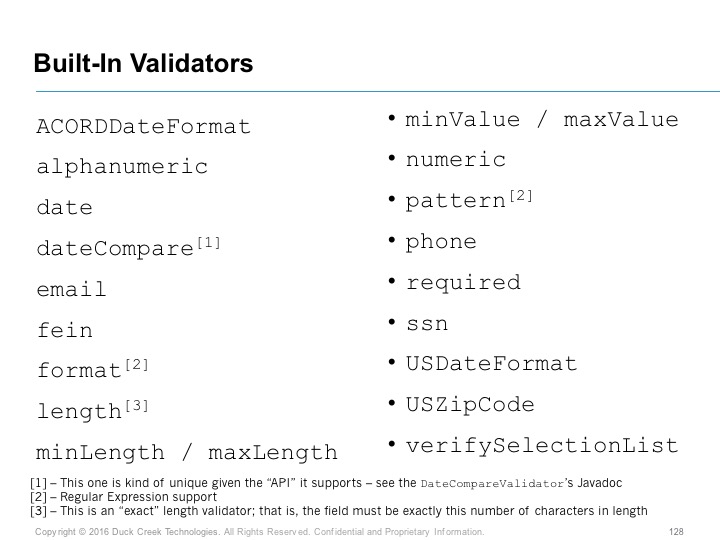 Built-In Validators
ACORDDateFormat
alphanumeric
date
dateCompare[1]
email
fein
format[2]
length[3]
minLength / maxLength
• minValue / maxValue
• numeric
• pattern[2]
• phone
• required
• ssn
• USDateFormat
• USZipCode
• verifySelectionList
[1] – This one is kind of unique given the “API” it supports – see the DateCompareValidator’s Javadoc
[2] – Regular Expression support
[3] – This is an “exact” length validator; that is, the field must be exactly this number of characters in length
Copyright © 2016 Duck Creek Technologies. All Rights Reserved. Confidential and Proprietary Information.
128